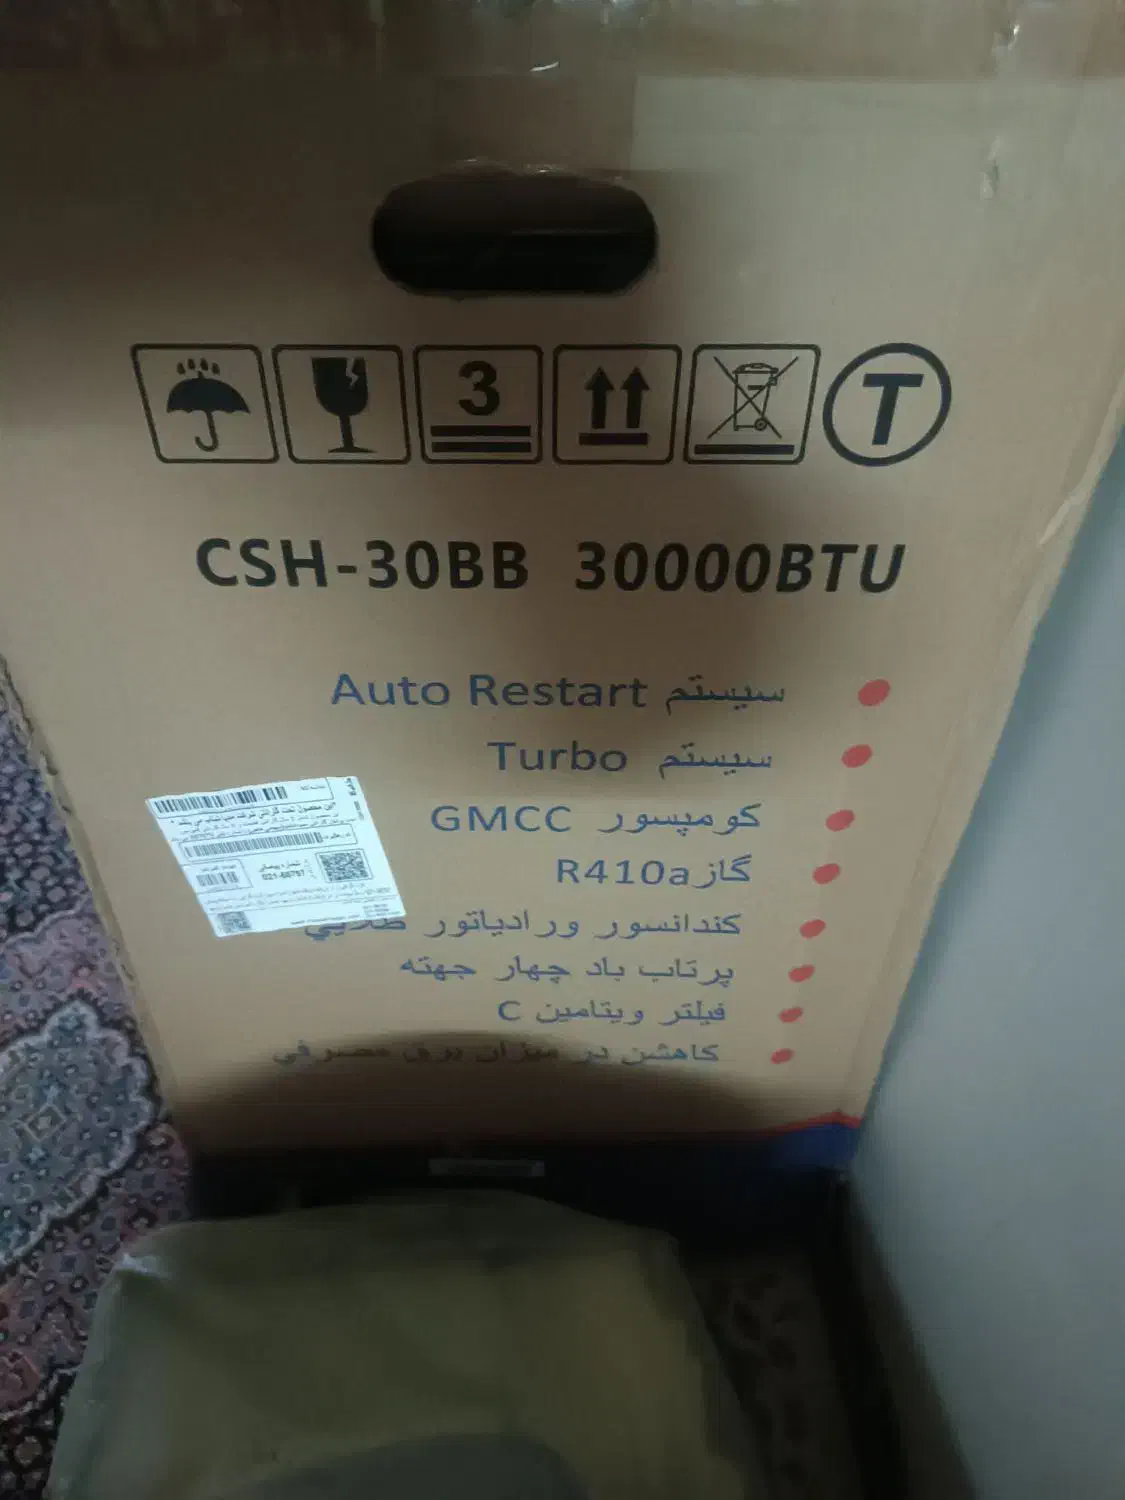 3
T
CSH-30BB 30000BTU
سیستم Auto Restart
سیستم Turbo
کومپسور GMCC
گاز R410a
کندانسور ورادیاتور طلایی
پرتاب باد چهار جهته
فیلتر ویتامین C
کاهش در میزان برق مصرفی